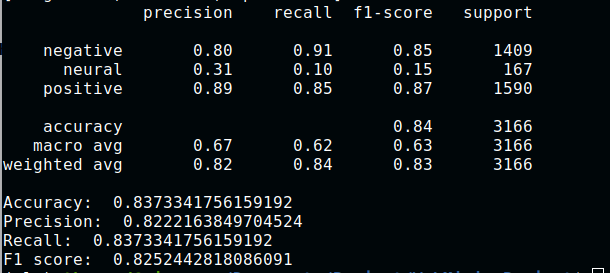 precision recall f1-score support
negative 0.80 0.91 0.85 1409
neural 0.31 0.10 0.15 167
positive 0.89 0.85 0.87 1590
accuracy 0.84 3166
macro avg 0.67 0.62 0.63 3166
weighted avg 0.82 0.84 0.83 3166
Accuracy: 0.8373341756159192
Precision: 0.8222163849704524
Recall: 0.8373341756159192
F1 score: 0.8252442818086091